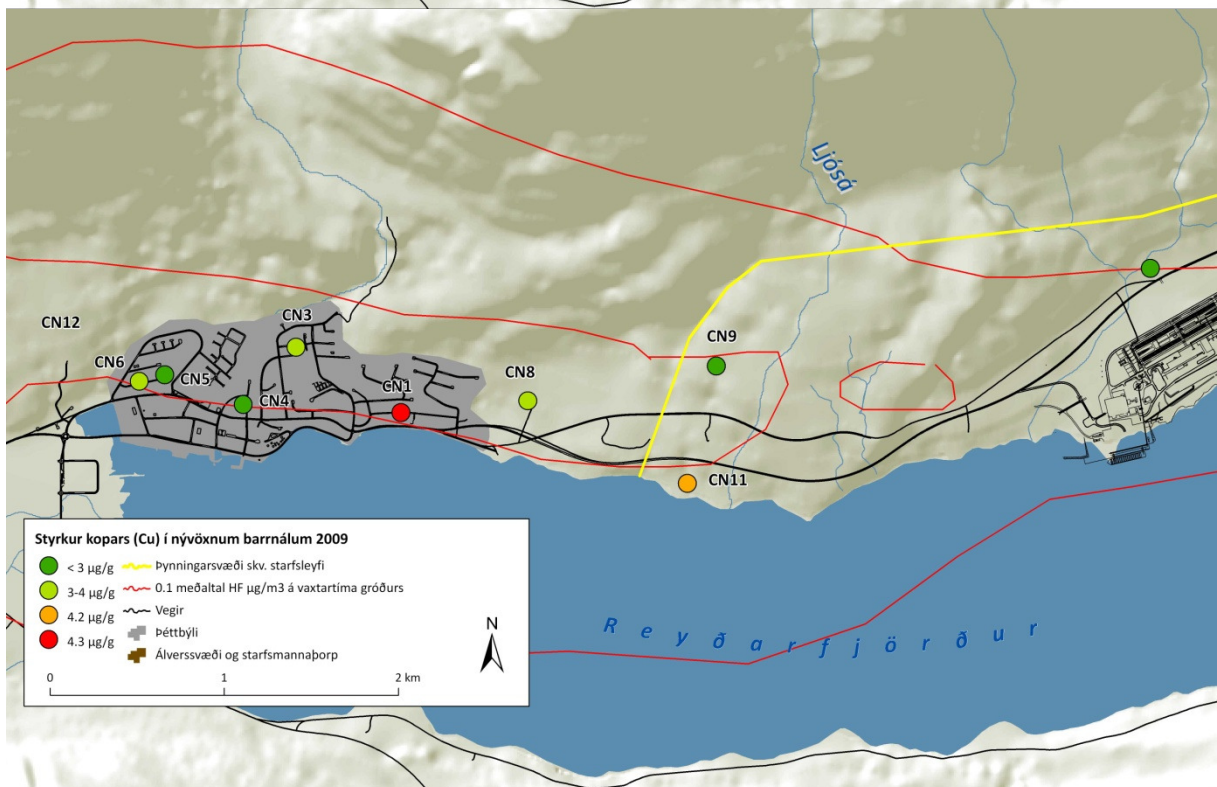 Ljósá
CN3
CN12
CN9
CN6
CN5
CN8
CN1
CN4
CN11
Styrkur kopars (Cu) í nývöxnum barrnálum 2009
< 3 µg/g
Þynningarsvæði skv. starfsleyfi
3-4 µg/g
0.1 meðaltal HF µg/m3 á vaxtartíma gróðurs
4.2 µg/g
Vegir
4.3 µg/g
Þéttbýli
Álverssvæði og starfsmannaþorp
N
0 1 2 km
Reyðarfjörður